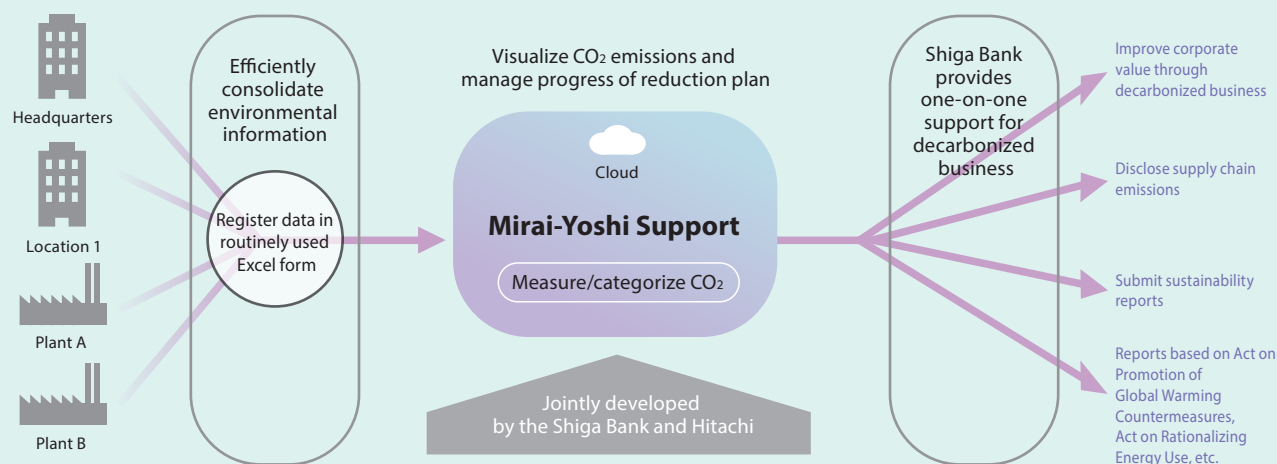 Headquarters
Location 1
Plant A
Plant B
Efficiently
consolidate
environmental
information
Register data in
routinely used
Excel form
Visualize CO₂ emissions and
manage progress of reduction plan
Cloud
Mirai-Yoshi Support
Measure/categorize CO₂
Jointly developed
by the Shiga Bank and Hitachi
Shiga Bank
provides
one-on-one
support for
decarbonized
business
Improve corporate
value through
decarbonized business
Disclose supply chain
emissions
Submit sustainability
reports
Reports based on Act on
Promotion of
Global Warming
Countermeasures,
Act on Rationalizing
Energy Use, etc.